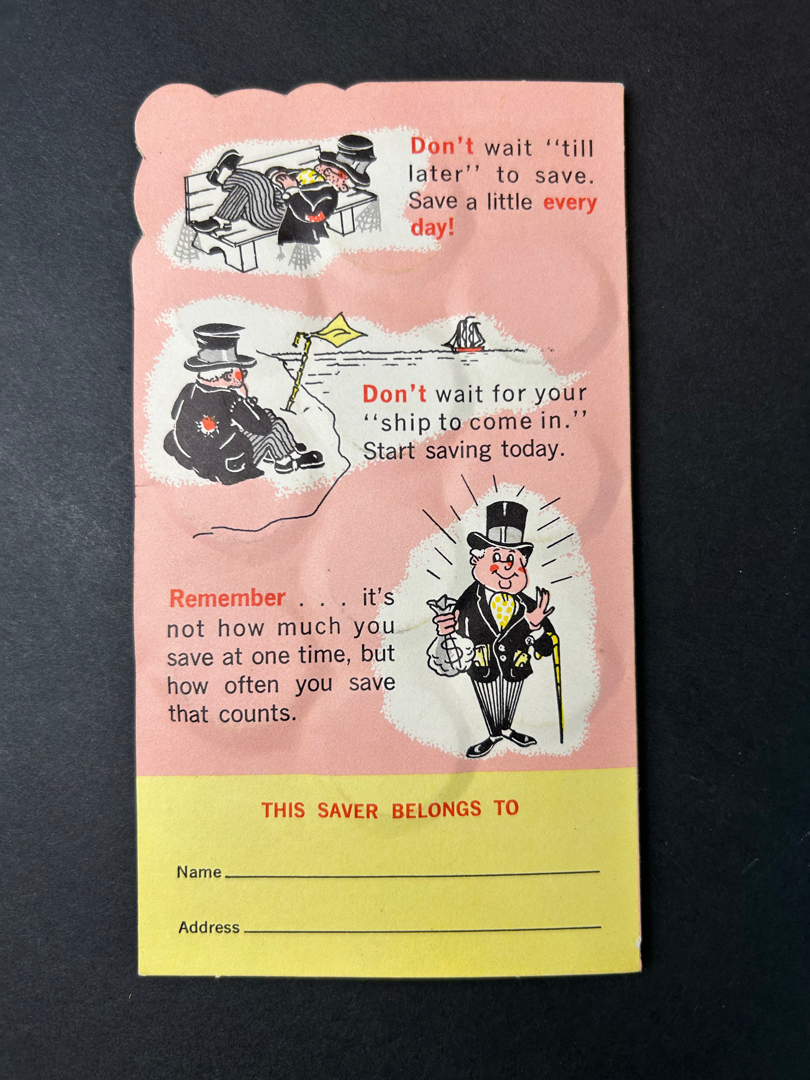 Don't wait “till
later” to save.
Save a little every
day!
Don't wait for your
“ship to come in.”
Start saving today.
Remember . . . it's
not how much you
save at one time, but
how often you save
that counts.
$
THIS SAVER BELONGS TO
Name
Address